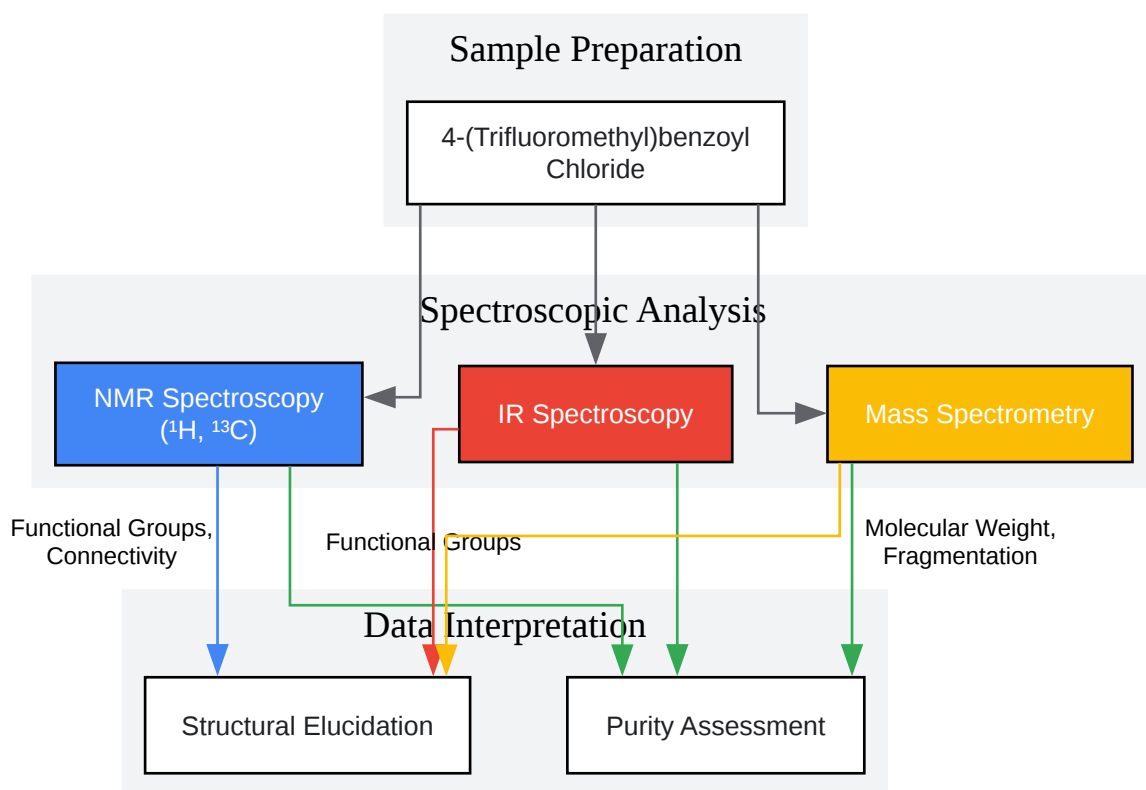 Sample Preparation
4-(Trifluoromethyl)benzoyl
Chloride
Spectroscopic Analysis
NMR Spectroscopy
(¹H, ¹³C)
IR Spectroscopy
Mass Spectrometry
Functional Groups,
Connectivity
Functional Groups
Molecular Weight,
Fragmentation
Data Interpretation
Structural Elucidation
Purity Assessment